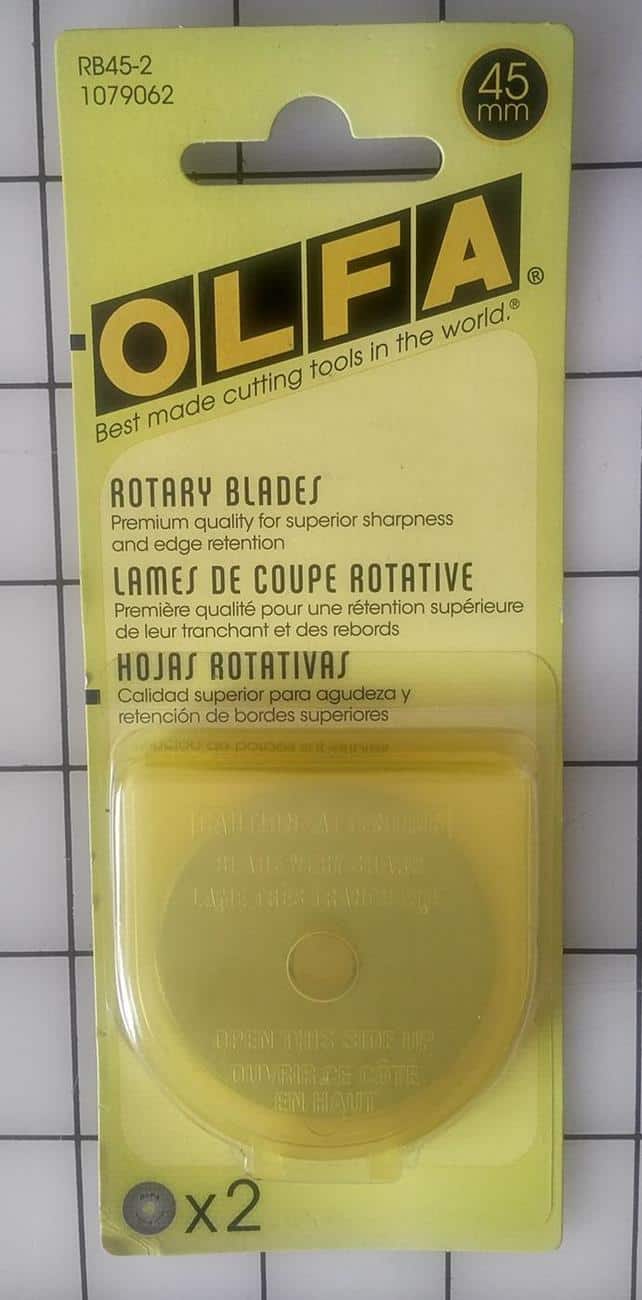 RB45-2
1079062
45
mm
OLFA®
Best made cutting tools in the world.®
ROTARY BLADES
Premium quality for superior sharpness
and edge retention
LAMES DE COUPE ROTATIVE
Première qualité pour une rétention supérieure
de leur tranchant et des rebords
HOJAS ROTATIVAS
Calidad superior para agudeza y
retención de bordes superiores
OPEN THIS SIDE UP
OUVRIR CE CÔTE
EN HAUT
x2